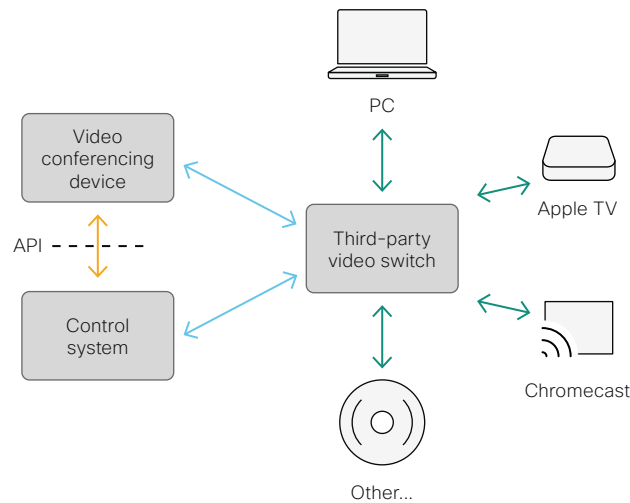 PC
Video
conferencing
device
Apple TV
API
Third-party
video switch
Control
system
Chromecast
Other...